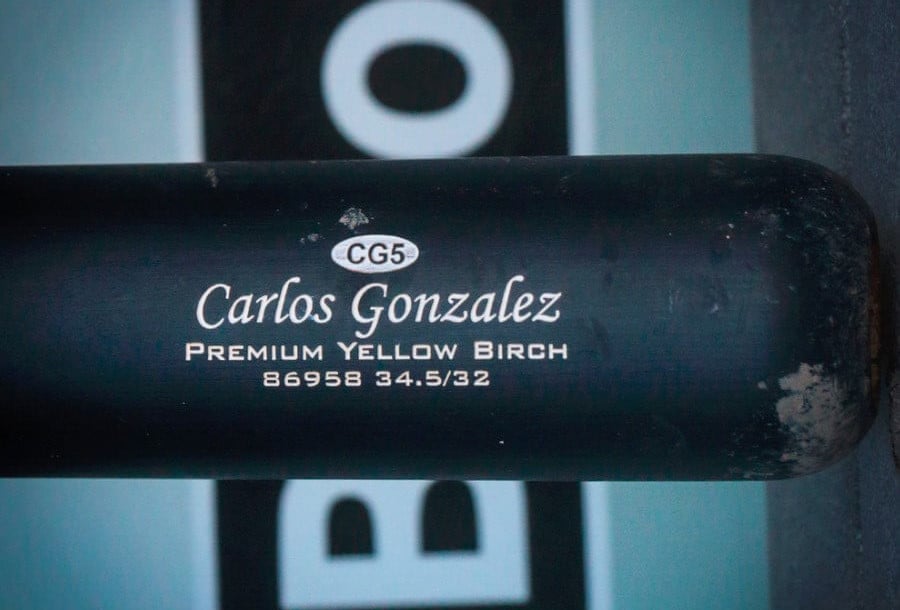 CG5
Carlos Gonzalez
PREMIUM YELLOW BIRCH
86958 34.5/32
B
O